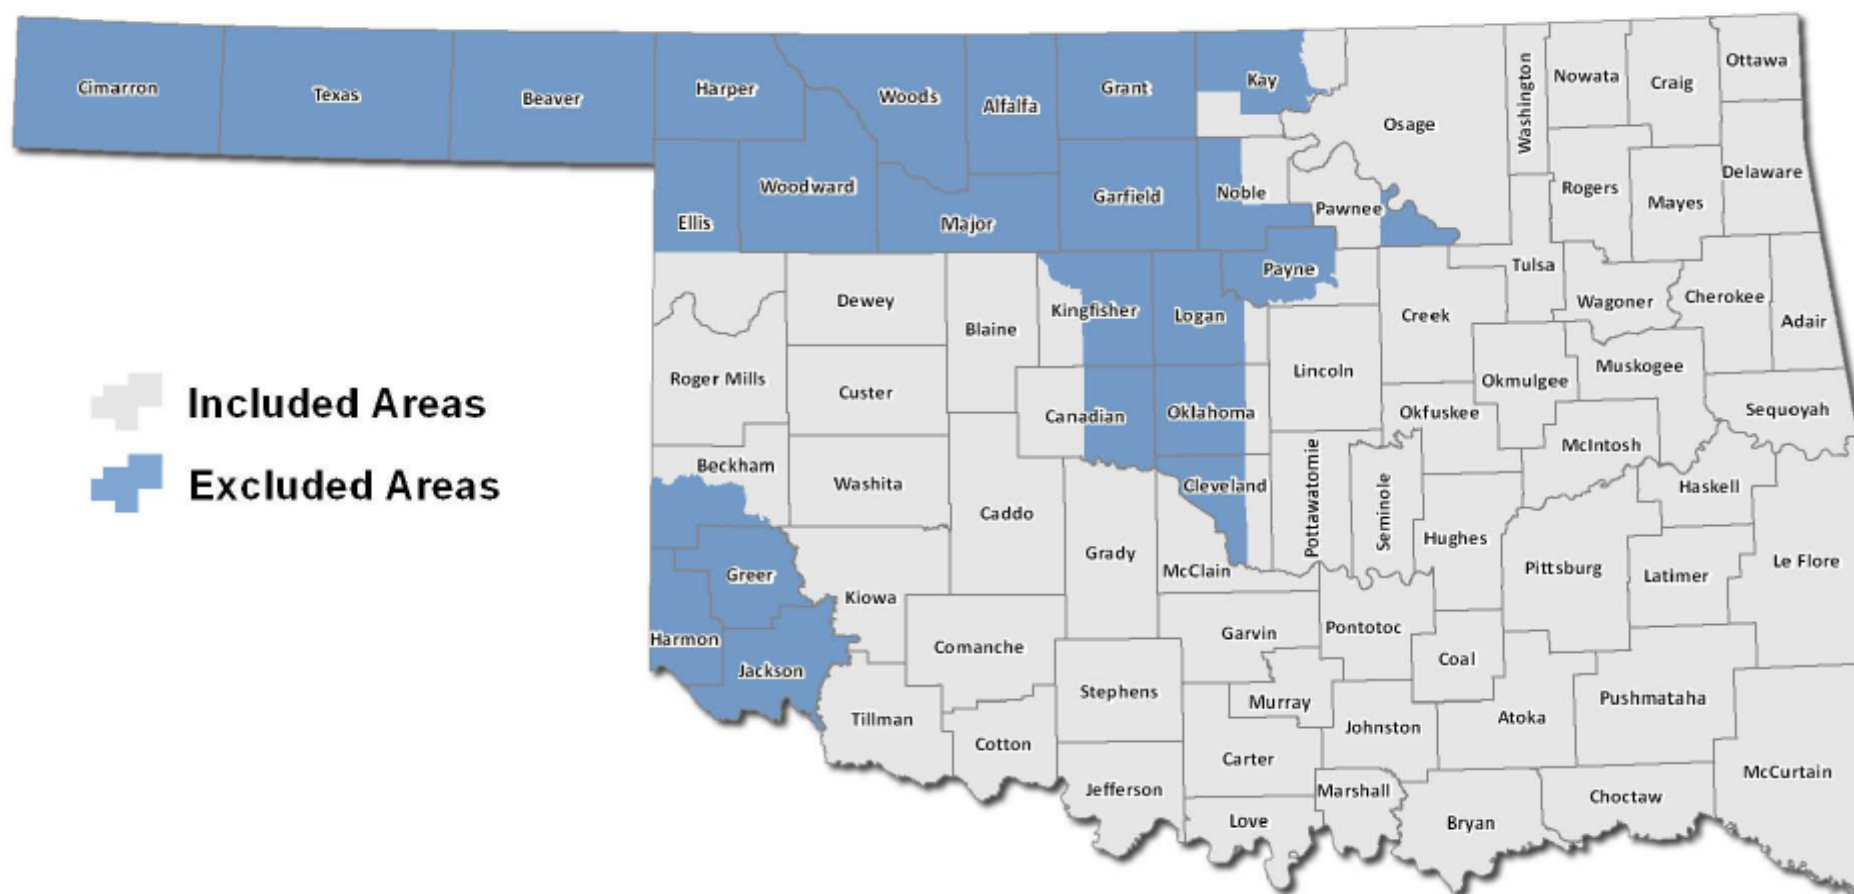 Cimarron
Texas
Beaver
Harper
Woods
Alfalfa
Grant
Kay
Osage
Washington
Nowata
Craig
Ottawa
Ellis
Woodward
Major
Garfield
Noble
Pawnee
Rogers
Mayes
Delaware
Dewey
Blaine
Kingfisher
Logan
Payne
Creek
Tulsa
Wagoner
Cherokee
Adair
Roger Mills
Custer
Canadian
Oklahoma
Lincoln
Okfuskee
Okmulgee
Muskogee
Sequoyah
Included Areas
Excluded Areas
Beckham
Washita
Caddo
Grady
Cleveland
Pottawatomie
Seminole
Hughes
McIntosh
Haskell
Greer
Kiowa
McClain
Pittsburg
Latimer
Le Flore
Harmon
Jackson
Comanche
Stephens
Garvin
Pontotoc
Coal
Tillman
Cotton
Murray
Johnston
Atoka
Pushmataha
Jefferson
Carter
Love
Marshall
Bryan
Choctaw
McCurtain